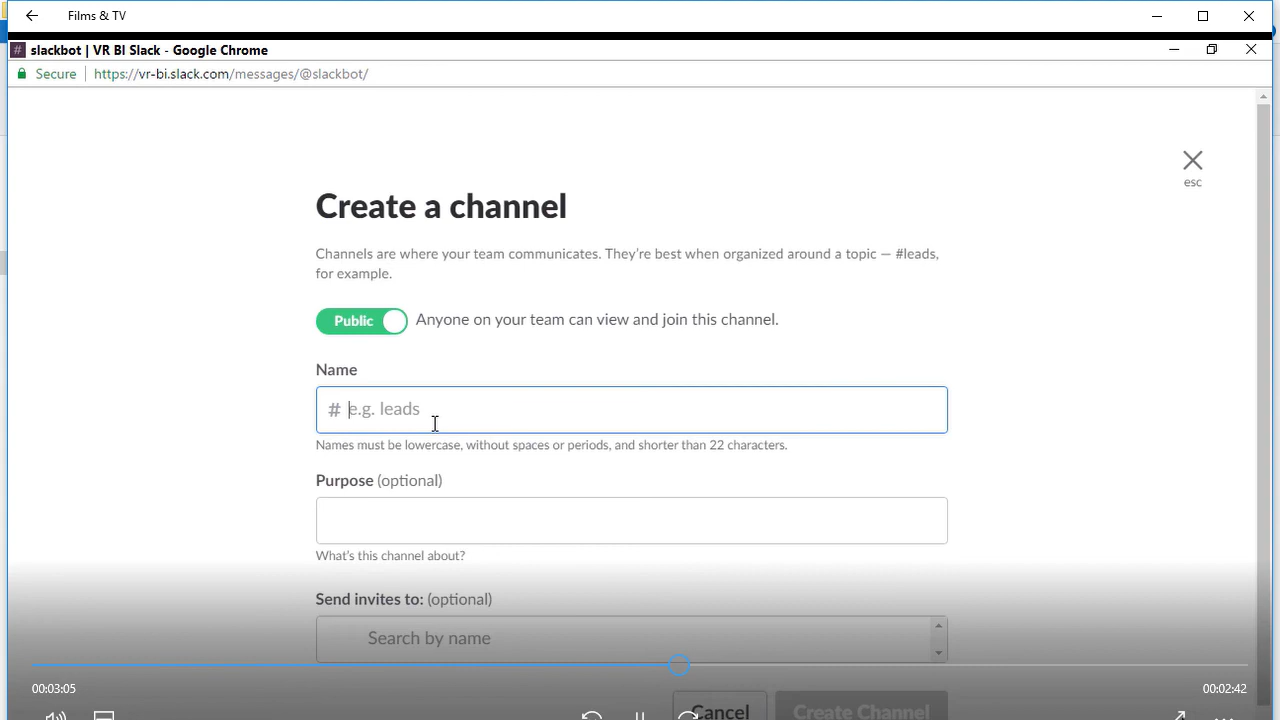 Films & TV
slackbot | VR BI Slack - Google Chrome
Secure https://vr-bi.slack.com/messages/@slackbot/
esc
Create a channel
Channels are where your team communicates. They’re best when organized around a topic — #leads,
for example.
Public Anyone on your team can view and join this channel.
Name
# e.g. leads
Names must be lowercase, without spaces or periods, and shorter than 22 characters.
Purpose (optional)
What’s this channel about?
Send invites to: (optional)
Search by name
00:03:05 00:02:42
Cancel Create Channel